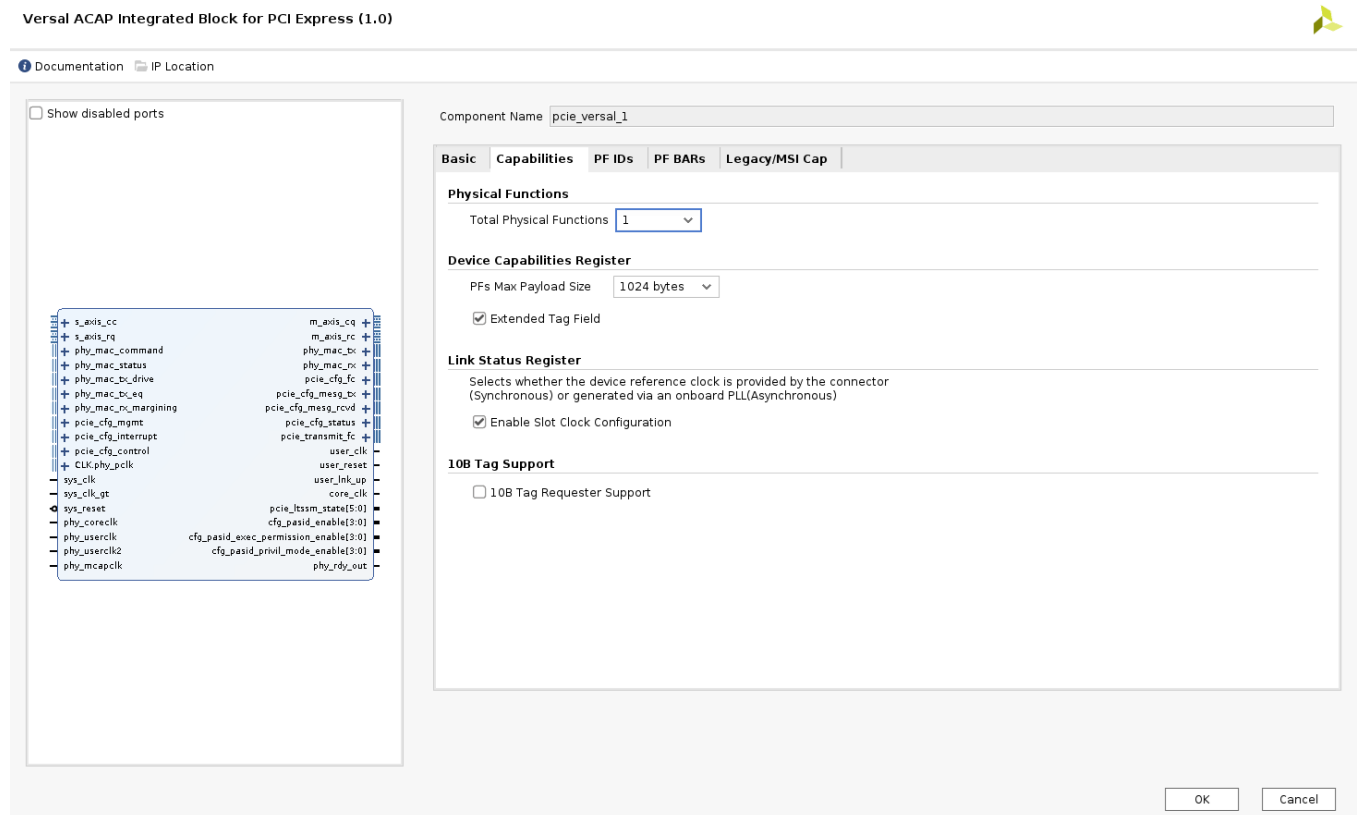 Versal ACAP Integrated Block for PCI Express (1.0)
Documentation IP Location
Show disabled ports
s_axis_cc
s_axis_rq
phy_mac_command
phy_mac_status
phy_mac_tx_drive
phy_mac_tx_eq
phy_mac_rx_margining
pcie_cfg_mgmt
pcie_cfg_interrupt
pcie_cfg_control
CLK.phy_pclk
sys_clk
sys_clk_gt
sys_reset
phy_coreclk
phy_userclk
phy_userclk2
phy_mcapclk
m_axis_cq
m_axis_rc
phy_mac_tx
phy_mac_rx
pcie_cfg_fc
pcie_cfg_mesg_tx
pcie_cfg_mesg_rcvd
pcie_cfg_status
pcie_transmit_fc
user_clk
user_reset
user_lnk_up
core_clk
pcie_ltssm_state[5:0]
cfg_pasid_enable[3:0]
cfg_pasid_exec_permission_enable[3:0]
cfg_pasid_privil_mode_enable[3:0]
phy_rdy_out
Component Name pcie_versal_1
Basic Capabilities PF IDs PF BARs Legacy/MSI Cap
Physical Functions
Total Physical Functions 1
Device Capabilities Register
PFs Max Payload Size 1024 bytes
Extended Tag Field
Link Status Register
Selects whether the device reference clock is provided by the connector
(Synchronous) or generated via an onboard PLL(Asynchronous)
Enable Slot Clock Configuration
10B Tag Support
10B Tag Requester Support
OK Cancel